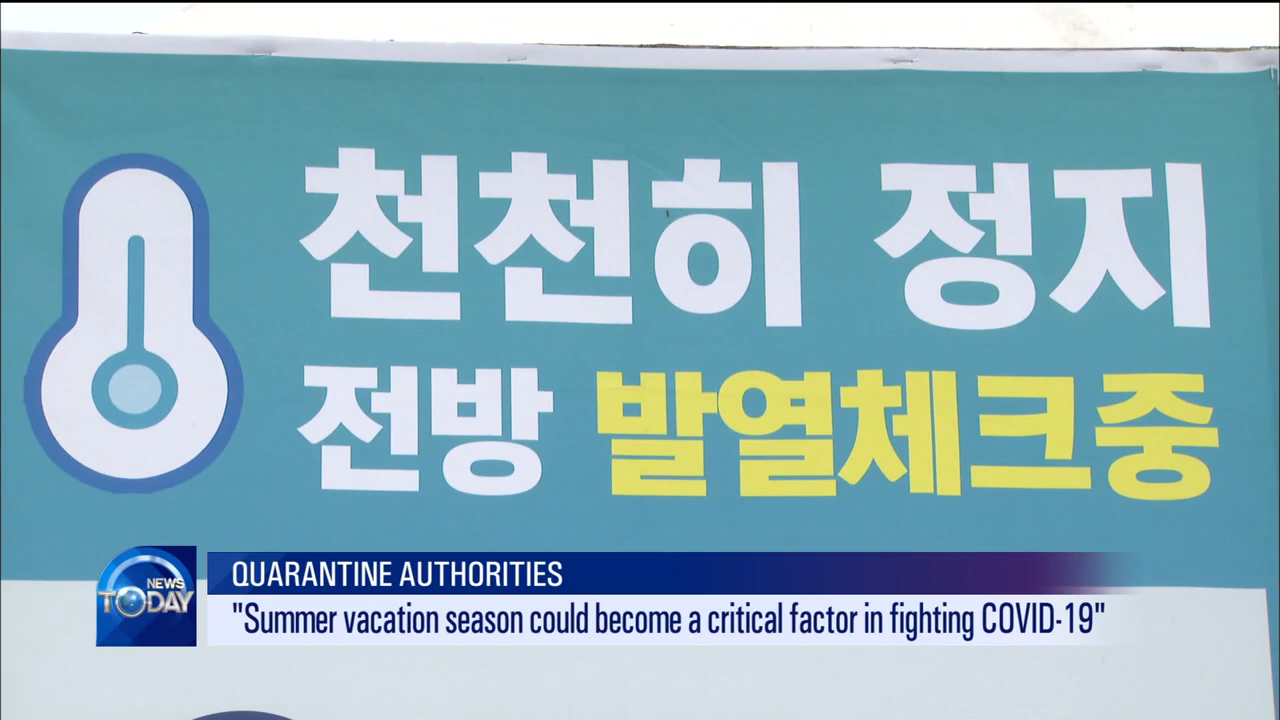 천천히 정지
전방 발열체크중
NEWS
TODAY
QUARANTINE AUTHORITIES
"Summer vacation season could become a critical factor in fighting COVID-19"